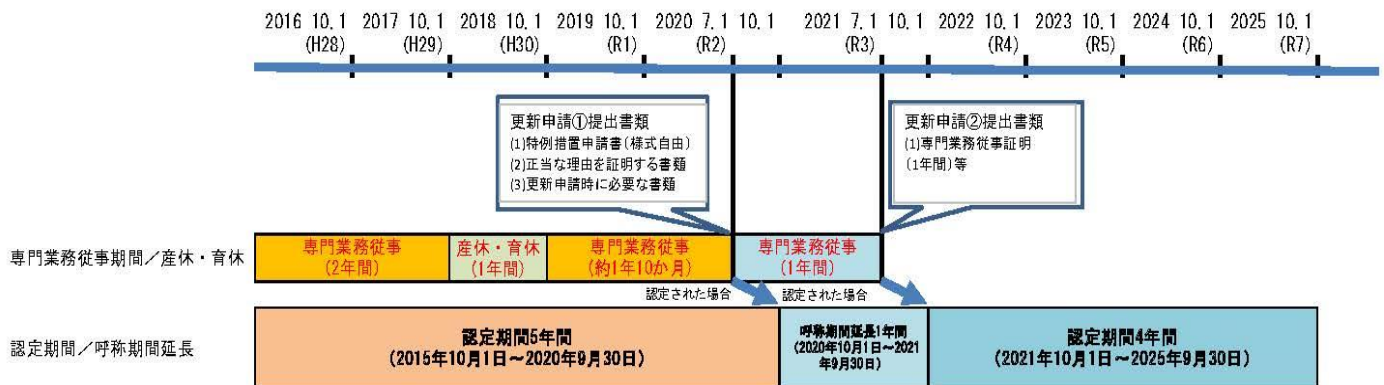 2016 10.1 2017 10.1 2018 10.1 2019 10.1 2020 7.1 10.1 2021 7.1 10.1 2022 10.1 2023 10.1 2024 10.1 2025 10.1
(H28) (H29) (H30) (R1) (R2) (R3) (R4) (R5) (R6) (R7)
更新申請①提出書類
(1)特例措置申請書(様式自由)
(2)正当な理由を証明する書類
(3)更新申請時に必要な書類
更新申請②提出書類
(1)専門業務従事証明
(1年間)等
専門業務従事期間/産休・育休
専門業務従事
(2年間)
産休・育休
(1年間)
専門業務従事
(約1年10か月)
専門業務従事
(1年間)
認定された場合
認定された場合
認定期間/呼称期間延長
認定期間5年間
(2015年10月1日~2020年9月30日)
呼称期間延長1年間
(2020年10月1日~2021
年9月30日)
認定期間4年間
(2021年10月1日~2025年9月30日)